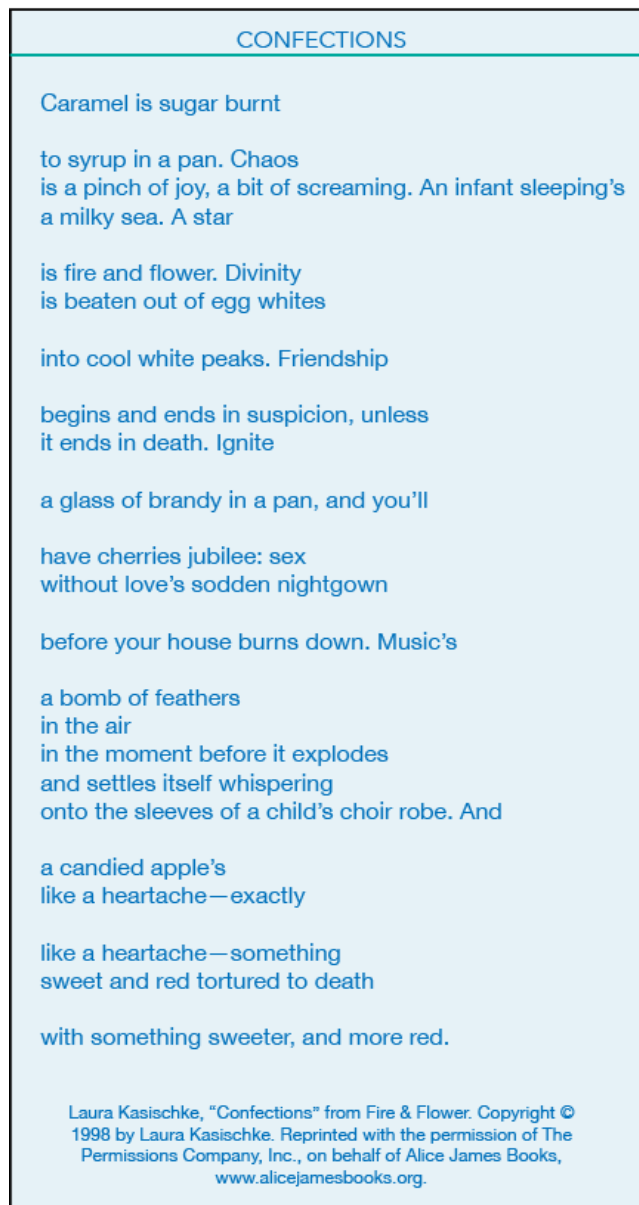 CONFECTIONS
Caramel is sugar burnt
to syrup in a pan. Chaos
is a pinch of joy, a bit of screaming. An infant sleeping’s
a milky sea. A star
is fire and flower. Divinity
is beaten out of egg whites
into cool white peaks. Friendship
begins and ends in suspicion, unless
it ends in death. Ignite
a glass of brandy in a pan, and you’ll
have cherries jubilee: sex
without love’s sodden nightgown
before your house burns down. Music’s
a bomb of feathers
in the air
in the moment before it explodes
and settles itself whispering
onto the sleeves of a child’s choir robe. And
a candied apple’s
like a heartache—exactly
like a heartache—something
sweet and red tortured to death
with something sweeter, and more red.
Laura Kasischke, “Confections” from Fire & Flower. Copyright ©
1998 by Laura Kasischke. Reprinted with the permission of The
Permissions Company, Inc., on behalf of Alice James Books,
www.alicejamesbooks.org.